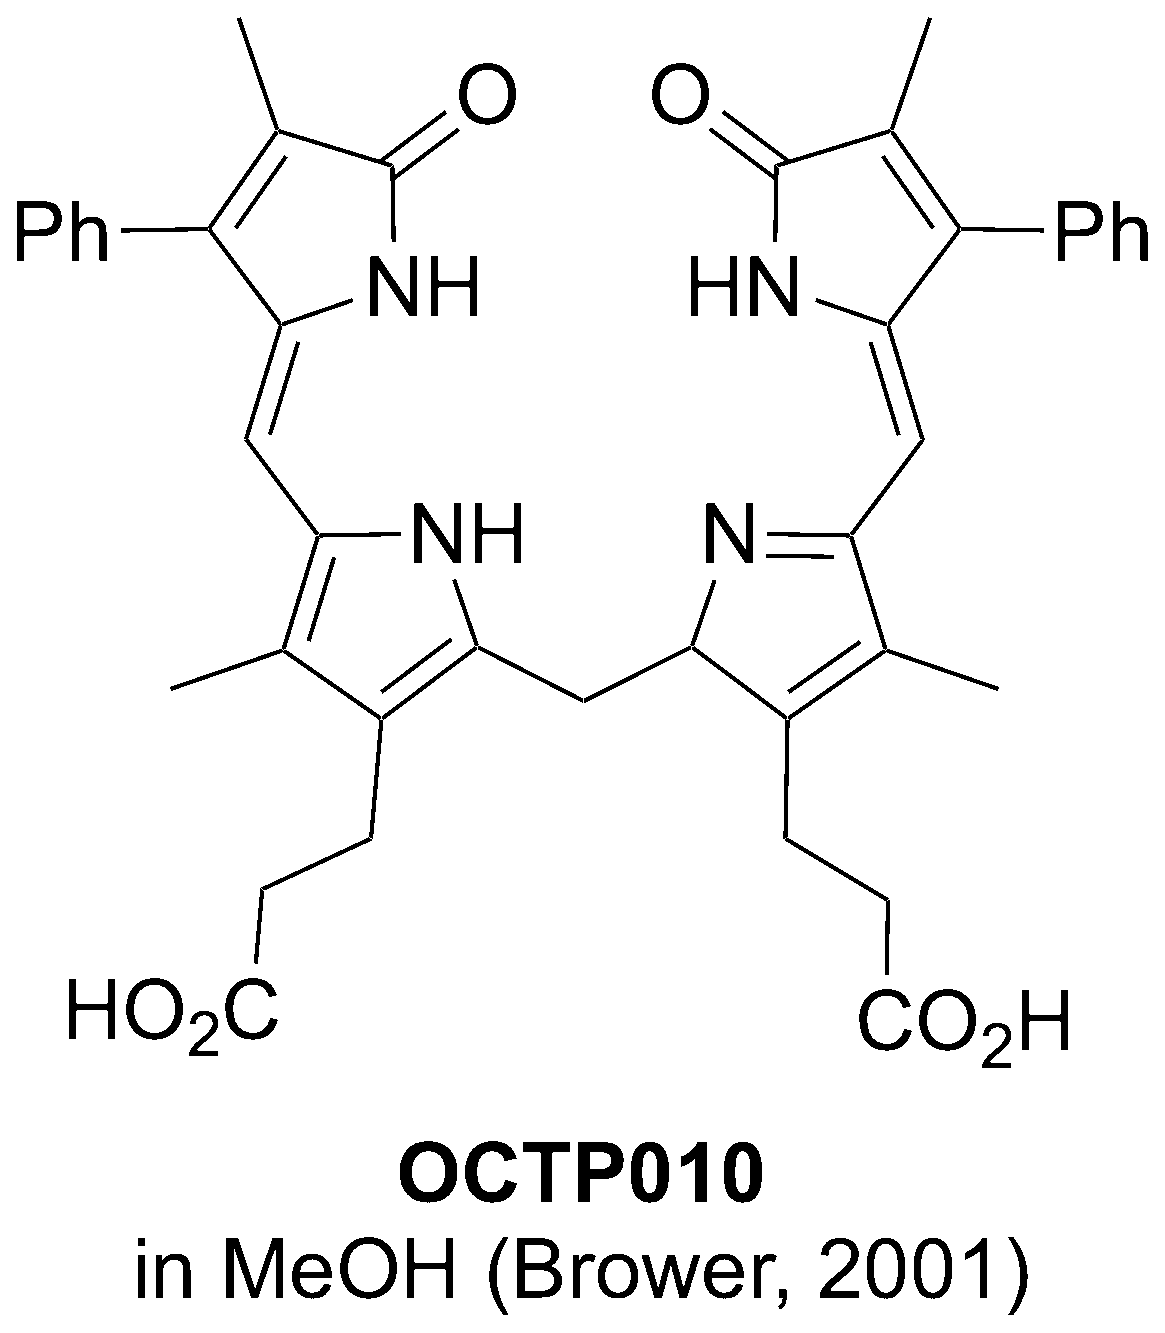 O O
Ph Ph
NH HN
NH N
HO2C CO2H
OCTP010
in MeOH (Brower, 2001)